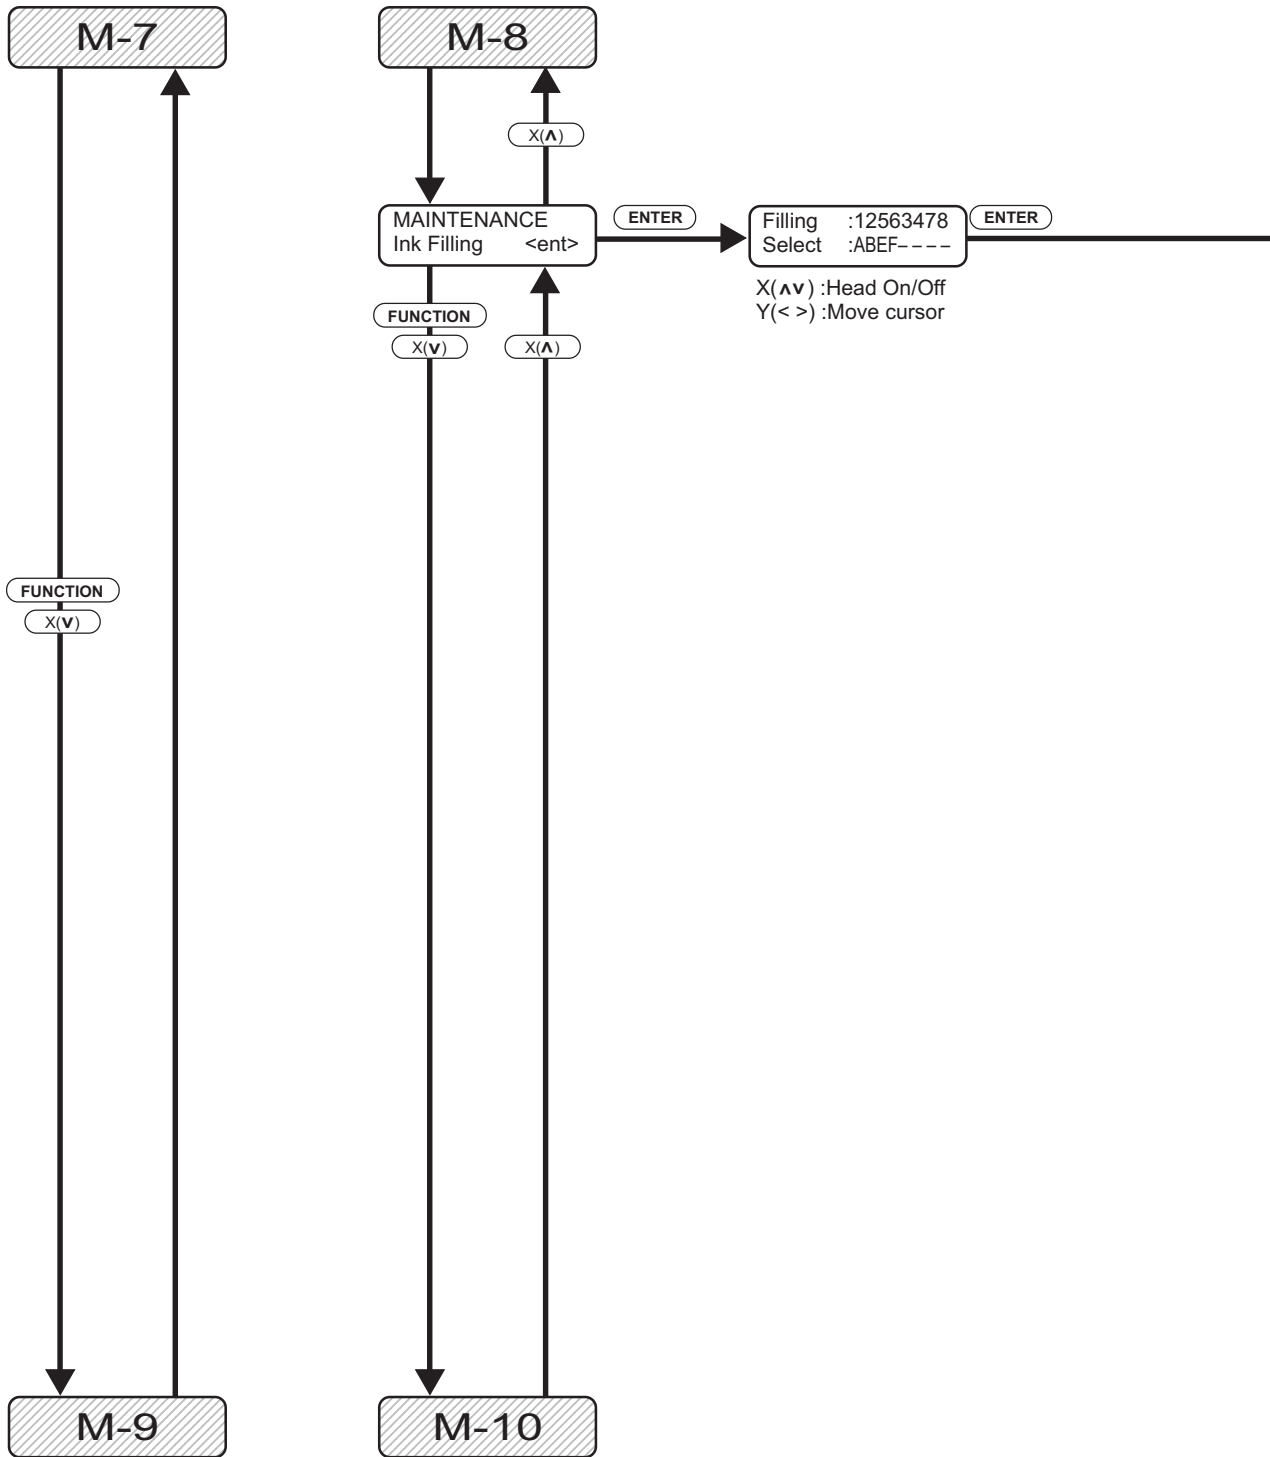 M-7
M-8
X(∧)
MAINTENANCE
Ink Filling <ent>
ENTER
Filling :12563478
Select :ABEF----
ENTER
X(∧∨) :Head On/Off
Y(< >) :Move cursor
FUNCTION
X(∨)
X(∧)
FUNCTION
X(∨)
M-9
M-10